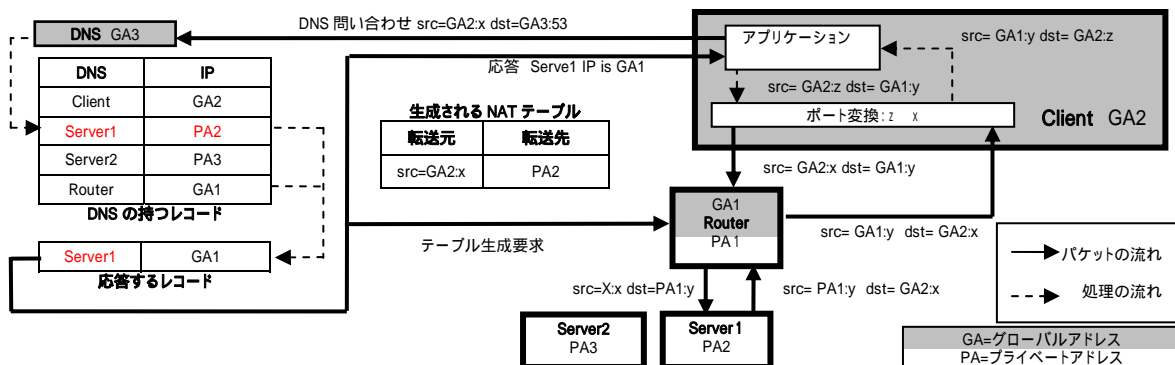 DNS 問い合わせ src=GA2:x dst=GA3:53
DNS GA3
アプリケーション
src= GA1:y dst= GA2:z
応答 Serve1 IP is GA1
DNS IP
Client GA2
Server1 PA2
Server2 PA3
Router GA1
DNS の持つレコード
src= GA2:z dst= GA1:y
生成される NAT テーブル
転送元 転送先
src=GA2:x PA2
ポート変換: z x
Client GA2
src= GA2:x dst= GA1:y
GA1
Router
PA1
テーブル生成要求
src= GA1:y dst= GA2:x
Server1 GA1
応答するレコード
パケットの流れ
処理の流れ
src=X:x dst=PA1:y
src= PA1:y dst= GA2:x
Server2
PA3
Server1
PA2
GA=グローバルアドレス
PA=プライベートアドレス